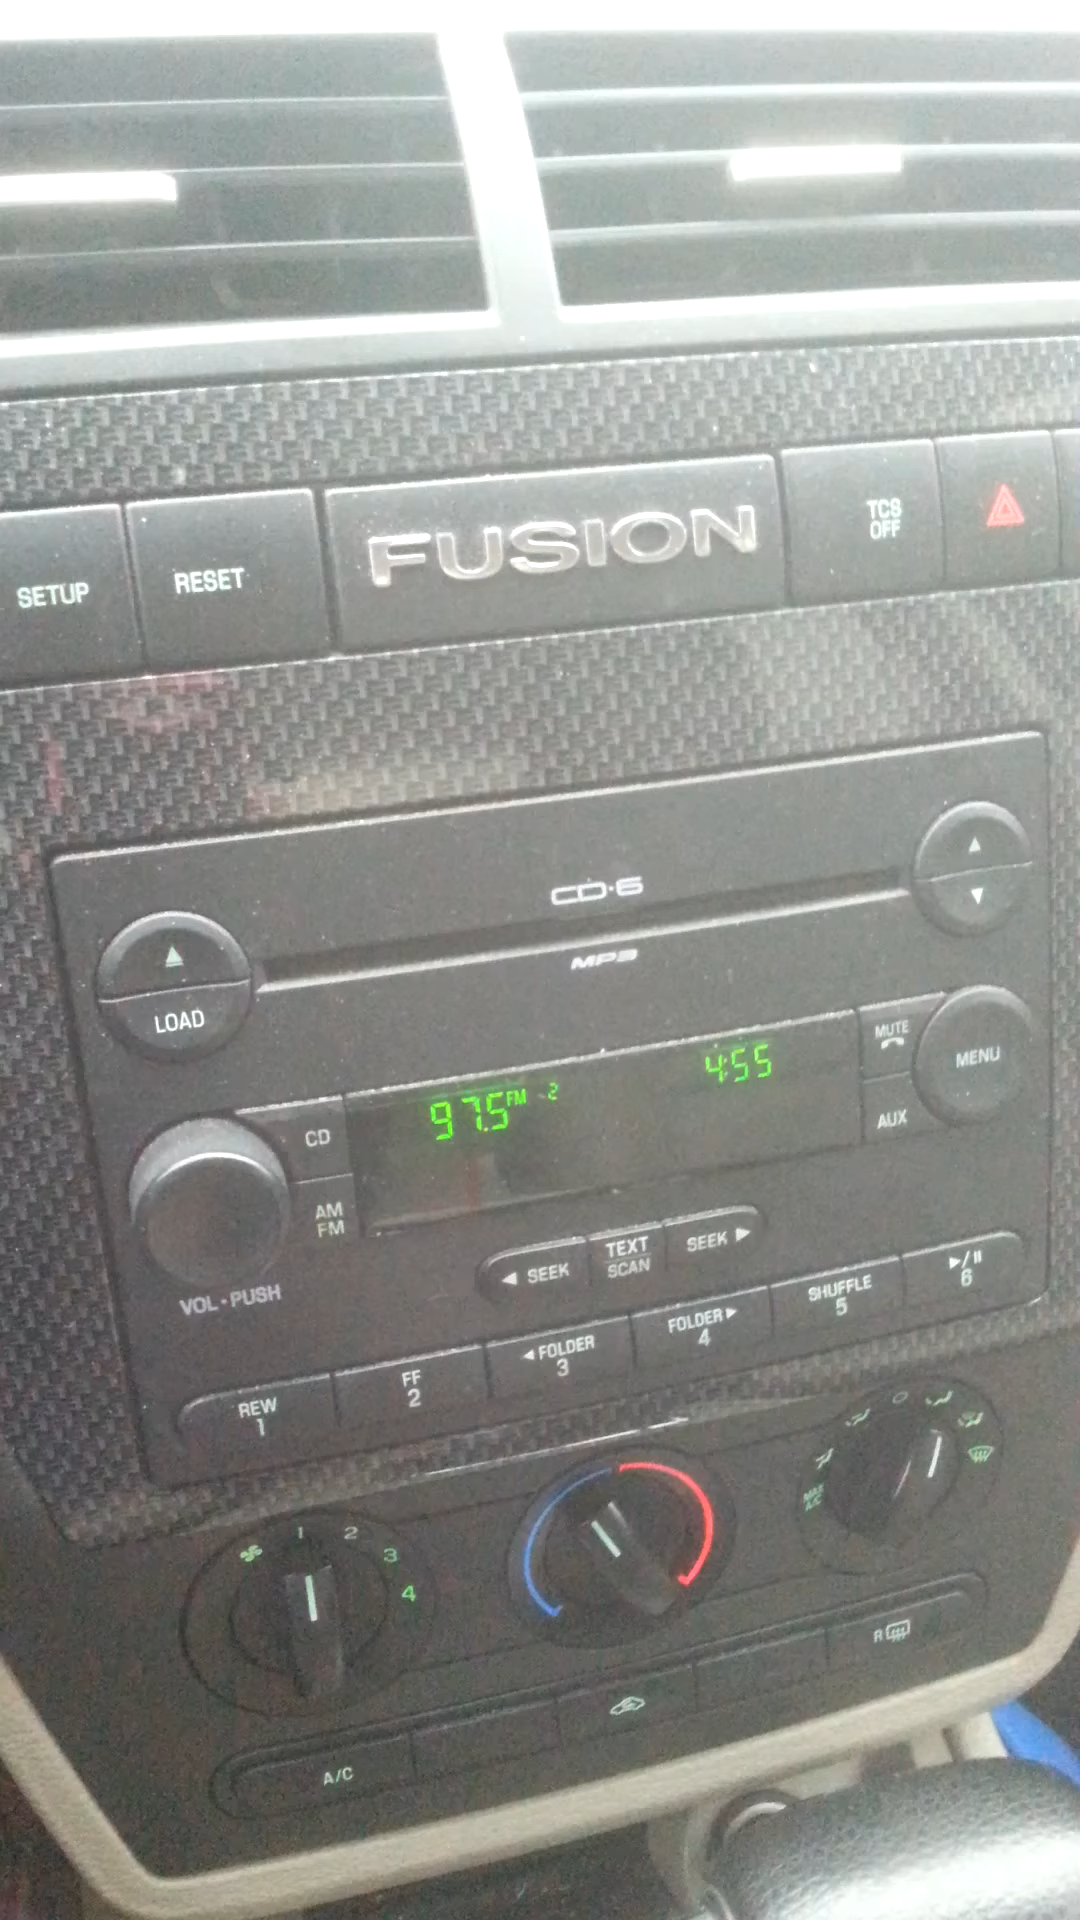 SETUP
RESET
FUSION
TCS
OFF
CD·6
MP3
LOAD
97.5 FM -2
4:55
MUTE
MENU
AUX
CD
AM
FM
VOL·PUSH
SEEK
TEXT
SCAN
SEEK
REW
1
FF
2
FOLDER
3
FOLDER
4
SHUFFLE
5
6
1
2
3
4
MAX
A/C
R
A/C